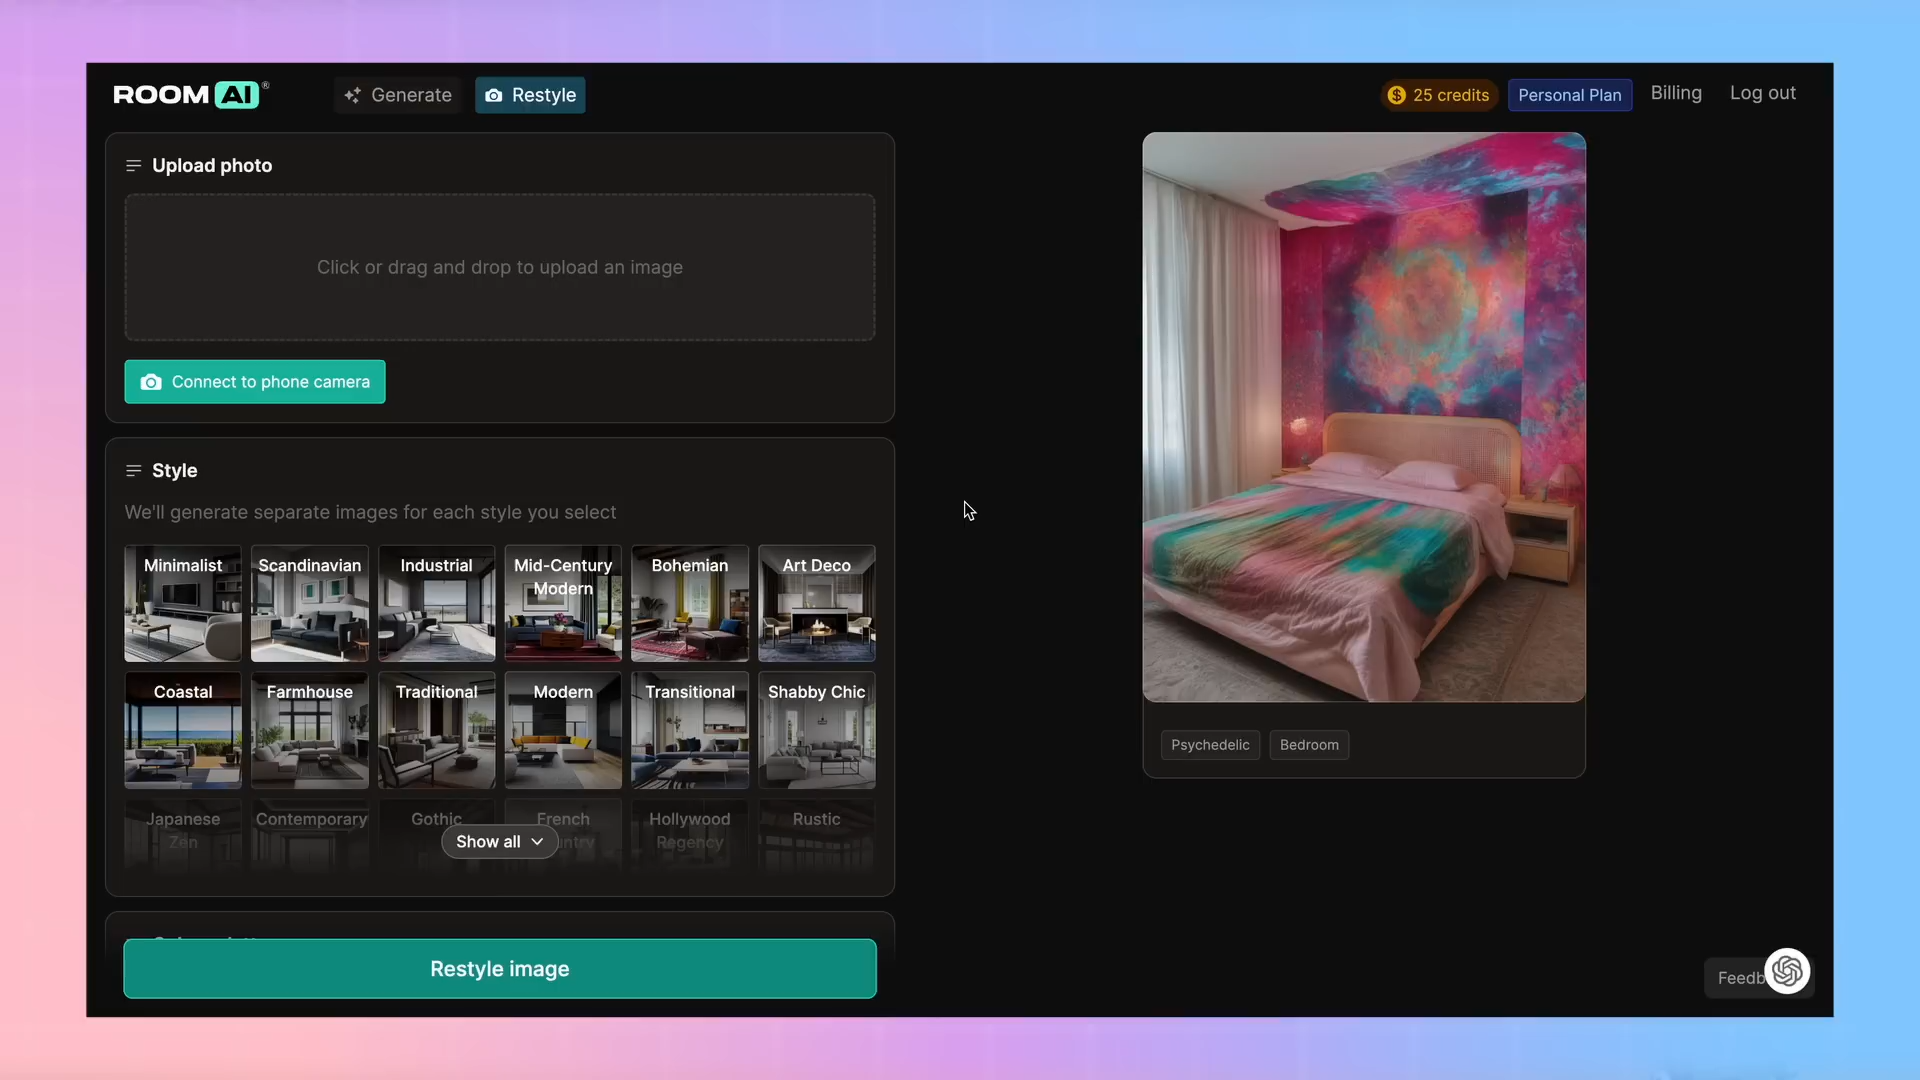 ROOM AI®
Generate
Restyle
25 credits
Personal Plan
Billing
Log out
Upload photo
Click or drag and drop to upload an image
Connect to phone camera
Style
We'll generate separate images for each style you select
Minimalist
Scandinavian
Industrial
Mid-Century
Modern
Bohemian
Art Deco
Coastal
Farmhouse
Traditional
Modern
Transitional
Shabby Chic
Japanese
Zen
Contemporary
Gothic
French
Hollywood
Regency
Rustic
Show all
Restyle image
Psychedelic
Bedroom